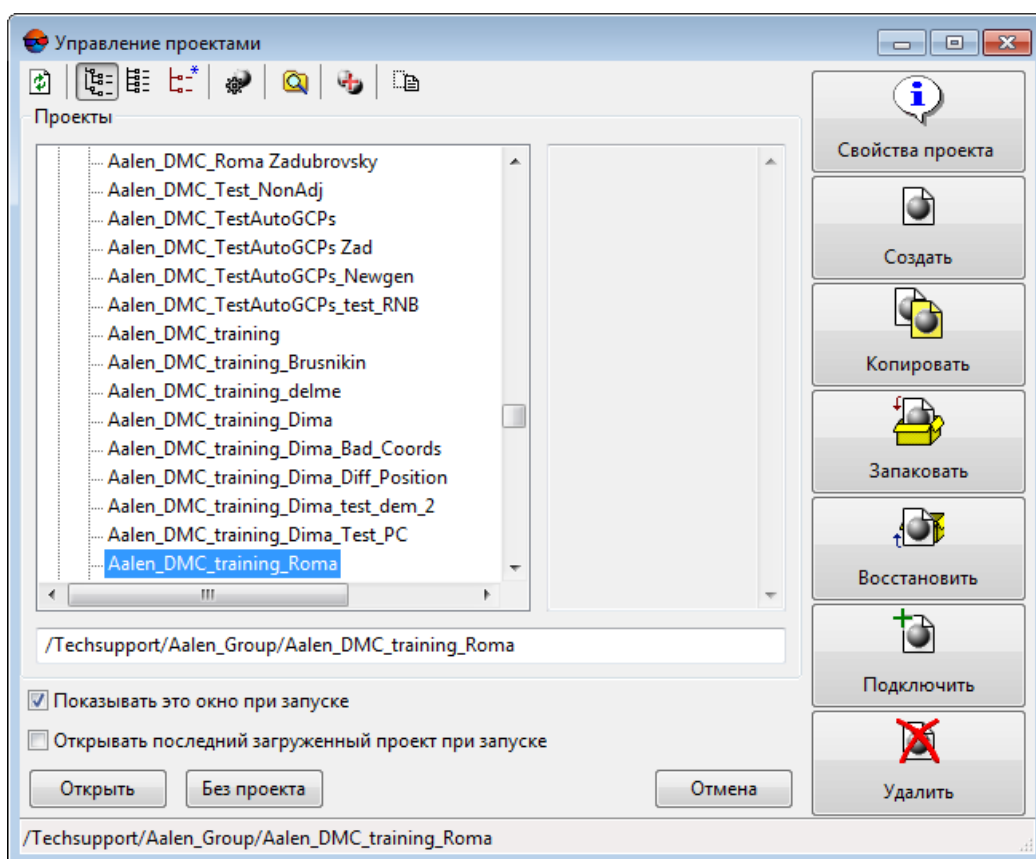 Управление проектами
Проекты
Aalen_DMC_Roma Zadubrovsky
Aalen_DMC_Test_NonAdj
Aalen_DMC_TestAutoGCPs
Aalen_DMC_TestAutoGCPs Zad
Aalen_DMC_TestAutoGCPs_Newgen
Aalen_DMC_TestAutoGCPs_test_RNB
Aalen_DMC_training
Aalen_DMC_training_Brusnikin
Aalen_DMC_training_delme
Aalen_DMC_training_Dima
Aalen_DMC_training_Dima_Bad_Coords
Aalen_DMC_training_Dima_Diff_Position
Aalen_DMC_training_Dima_test_dem_2
Aalen_DMC_training_Dima_Test_PC
Aalen_DMC_training_Roma
/Techsupport/Aalen_Group/Aalen_DMC_training_Roma
Показывать это окно при запуске
Открывать последний загруженный проект при запуске
Открыть
Без проекта
Отмена
Свойства проекта
Создать
Копировать
Запаковать
Восстановить
Подключить
Удалить
/Techsupport/Aalen_Group/Aalen_DMC_training_Roma